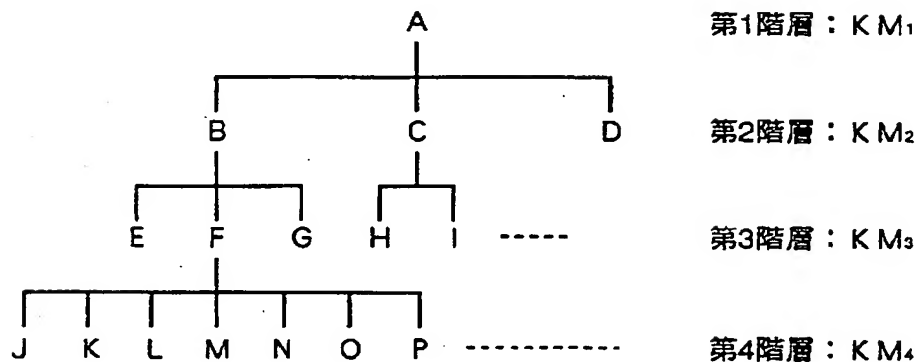 A 第1階層：KM₁
B C D 第2階層：KM₂
E F G H I ----- 第3階層：KM₃
J K L M N O P ------------- 第4階層：KM₄